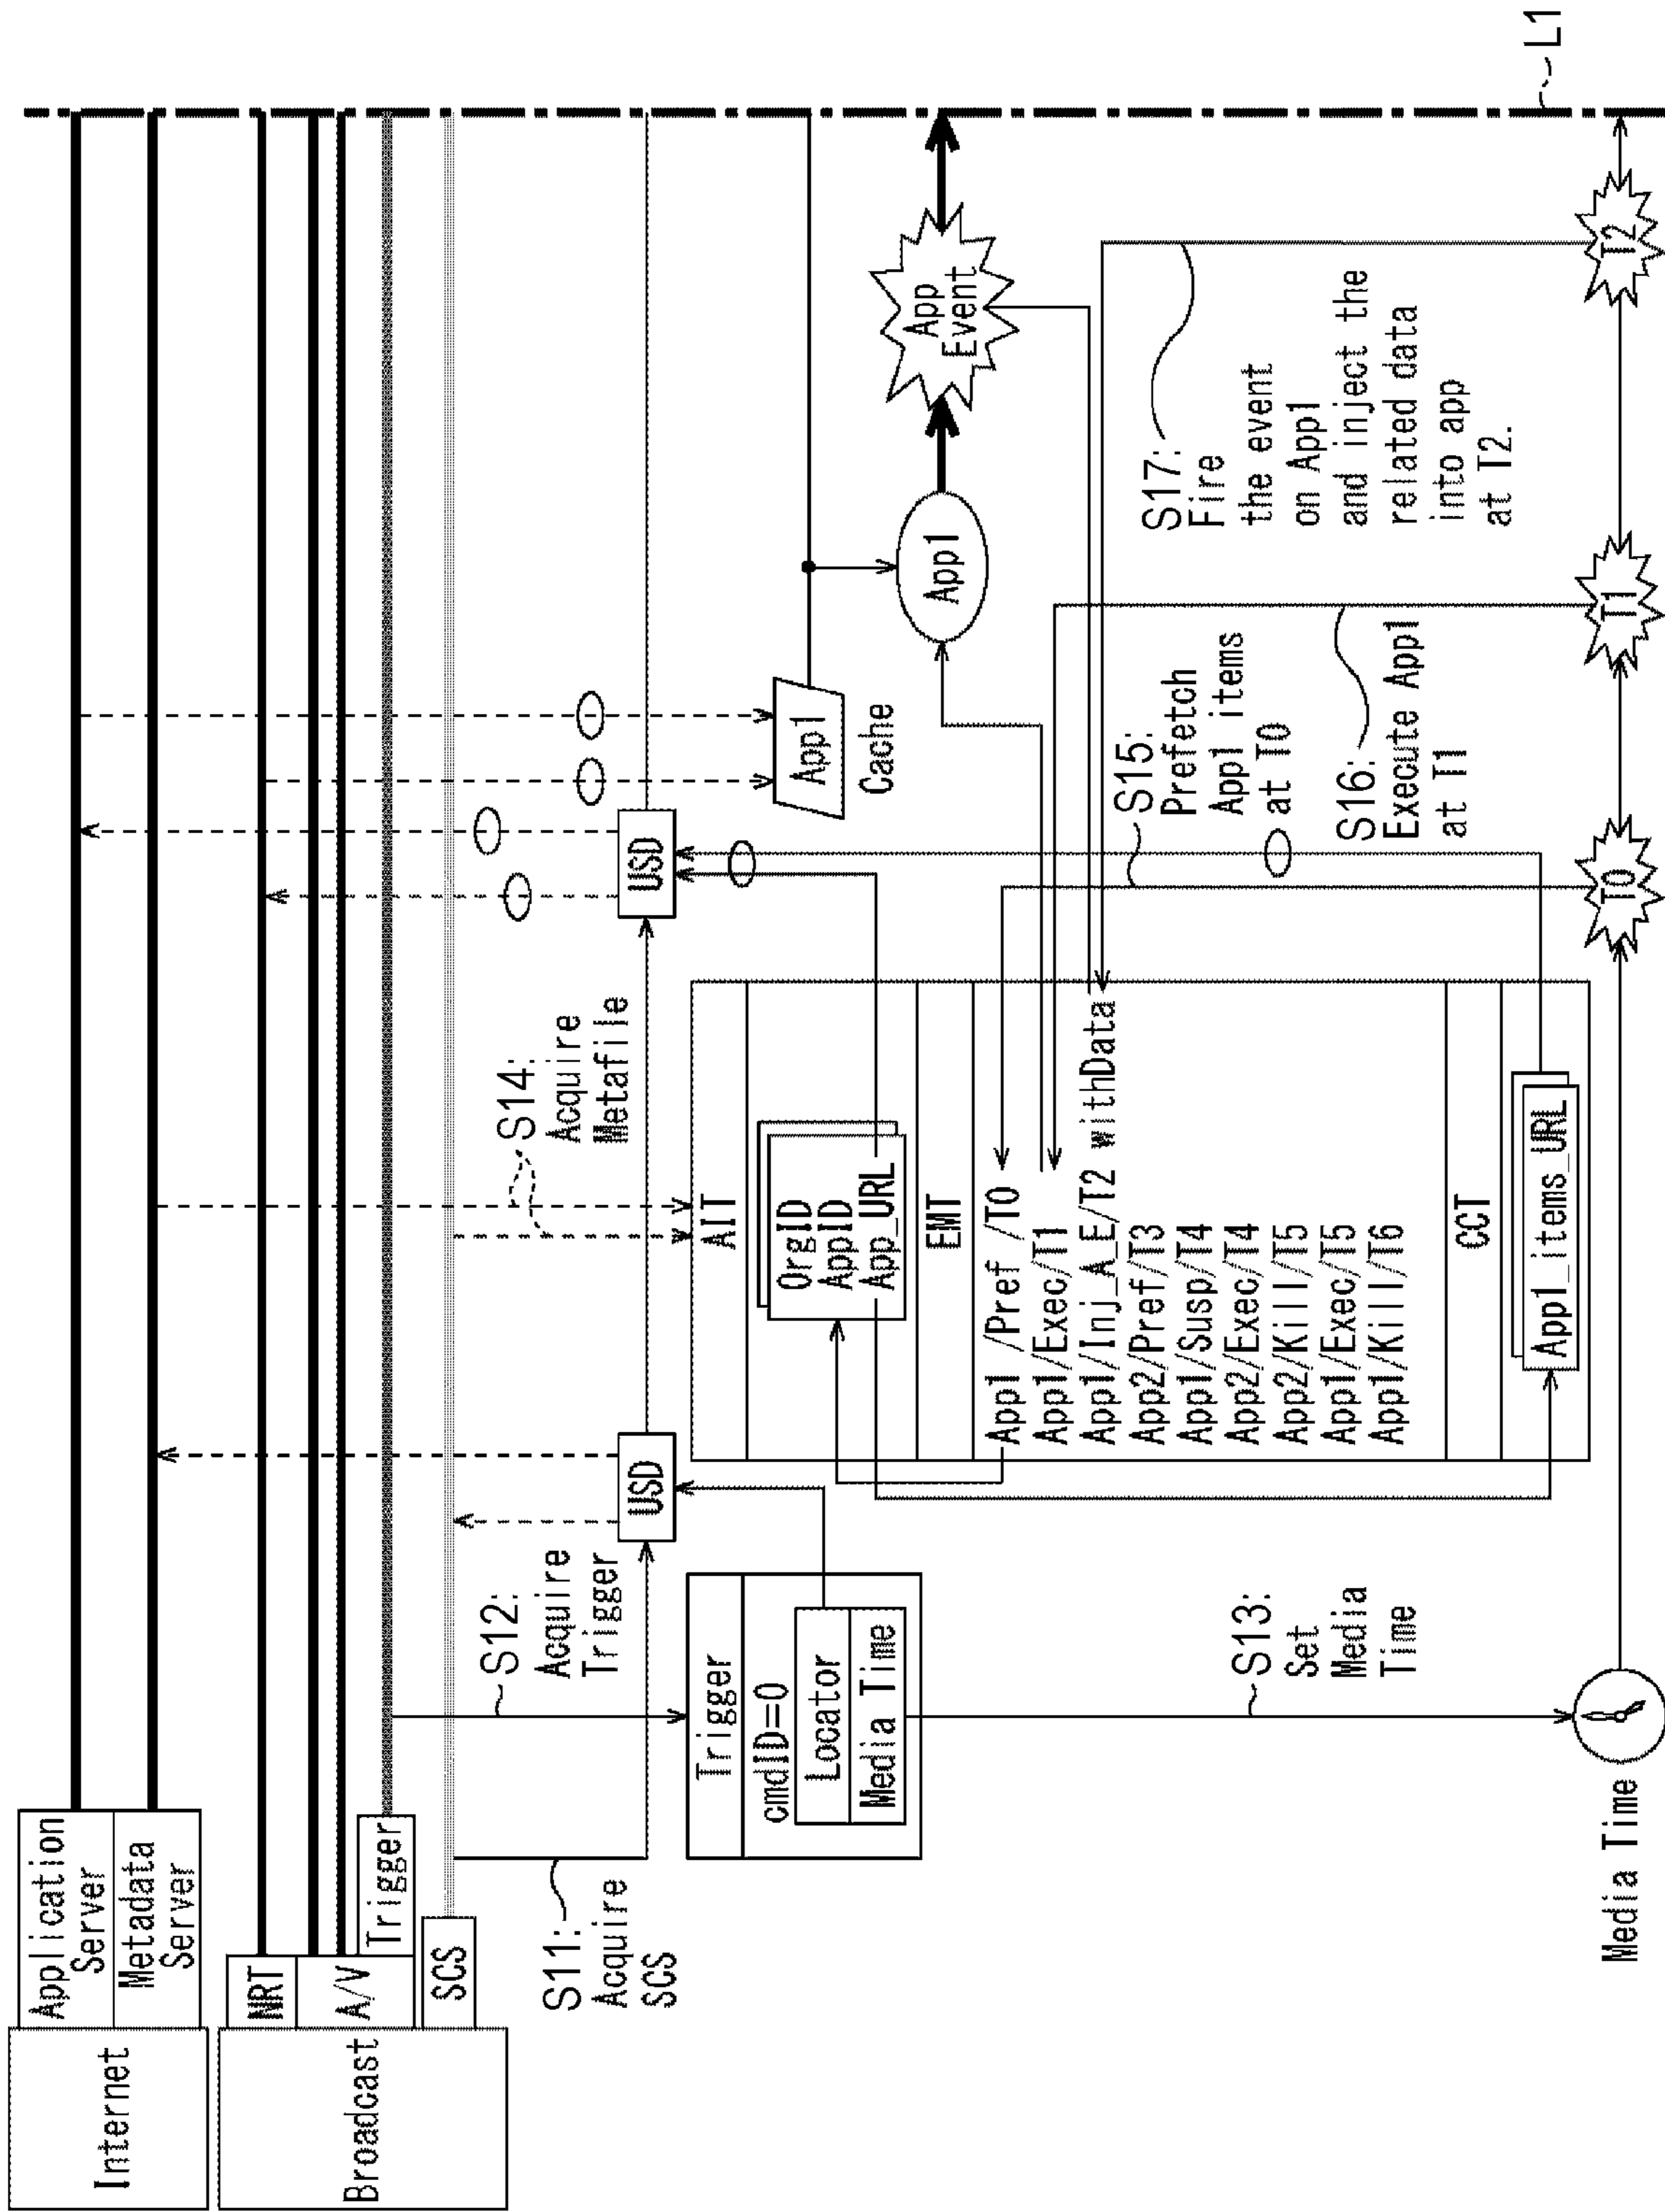 Internet
Application
Server
Metadata
Server
Broadcast
NRT
A/V
Trigger
SCS
S11:
Acquire
SCS
S12:
Acquire
Trigger
Trigger
cmdID=0
Locator
Media Time
S13:
Set
Media
Time
Media Time
USD
S14:
Acquire
Metafile
AIT
OrgID
AppID
App_URL
EMT
App1 /Pref /T0
App1/Exec/T1
App1/Inj_A_E/T2 withData
App2/Pref/T3
App1/Susp/T4
App2/Exec/T4
App2/Kill/T5
App1/Exec/T5
App1/Kill/T6
CCT
App1_items_URL
USD
App1
Cache
App1
App
Event
S15:
Prefetch
App1 items
at T0
S16:
Execute App1
at T1
S17:
Fire
the event
on App1
and inject the
related data
into app
at T2.
T0
T1
T2
L1